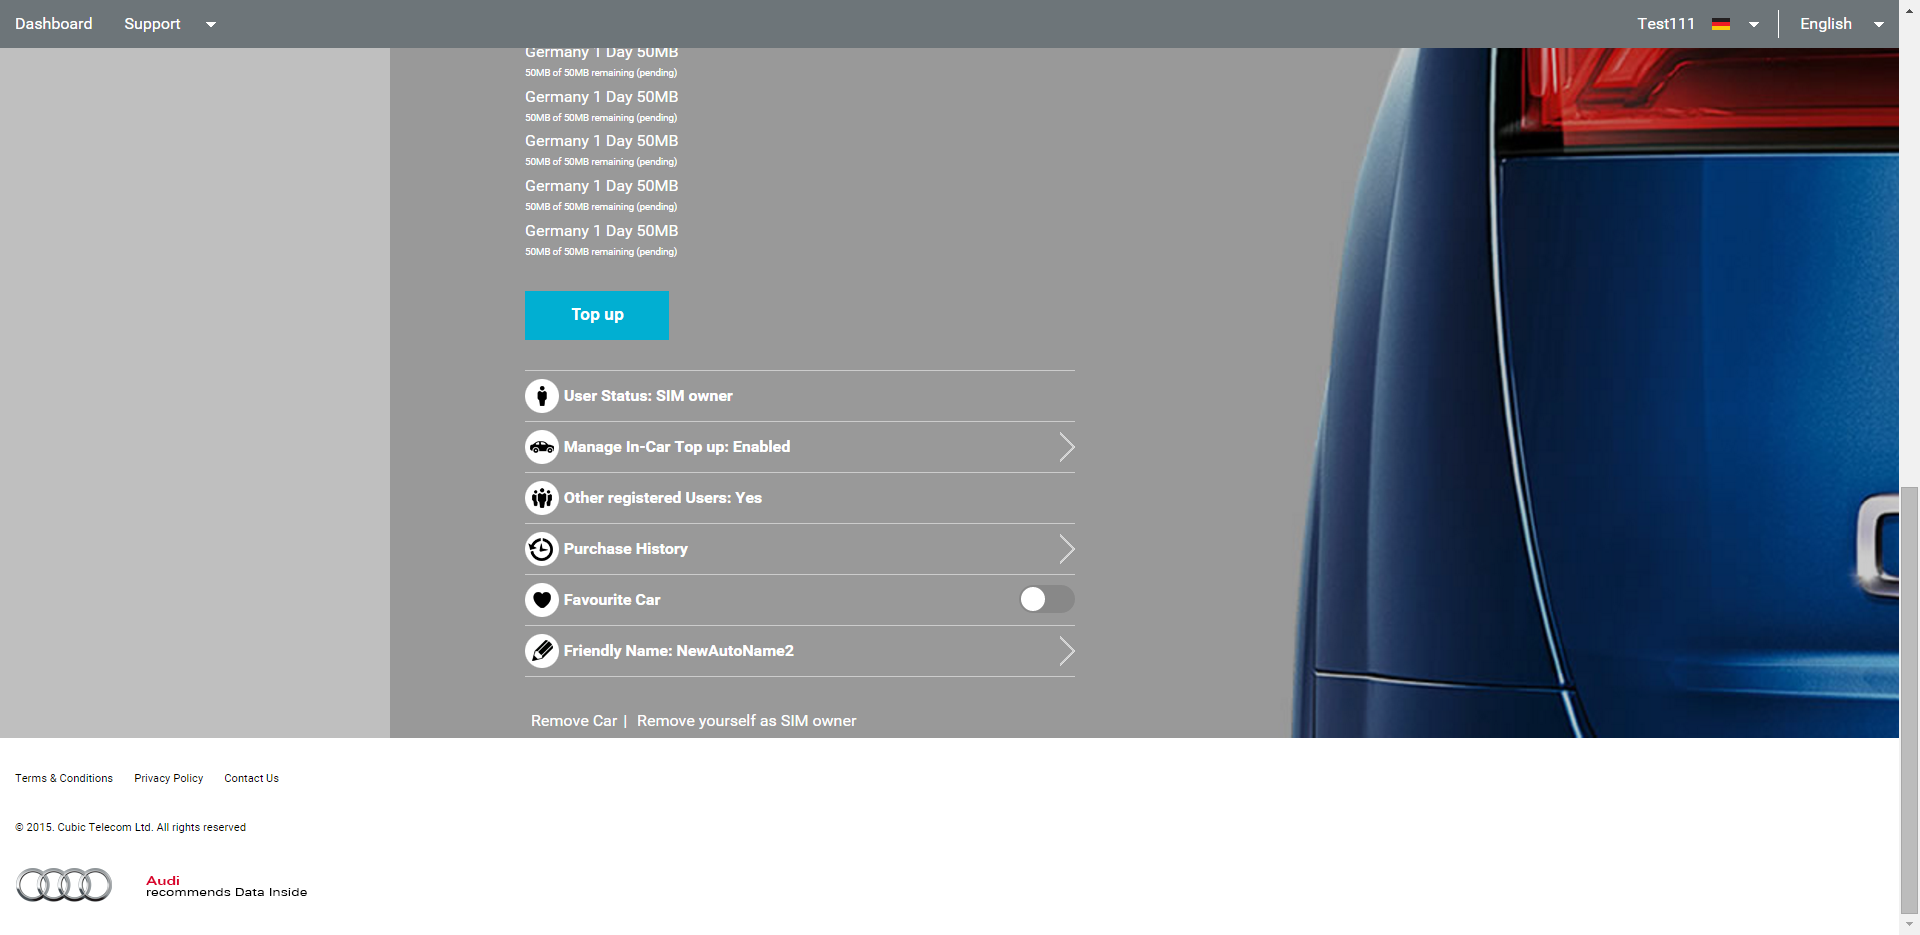 Dashboard Support Test111 English
Germany 1 Day 50MB
50MB of 50MB remaining (pending)
Germany 1 Day 50MB
50MB of 50MB remaining (pending)
Germany 1 Day 50MB
50MB of 50MB remaining (pending)
Germany 1 Day 50MB
50MB of 50MB remaining (pending)
Germany 1 Day 50MB
50MB of 50MB remaining (pending)
Top up
User Status: SIM owner
Manage In-Car Top up: Enabled
Other registered Users: Yes
Purchase History
Favourite Car
Friendly Name: NewAutoName2
Remove Car | Remove yourself as SIM owner
Terms & Conditions Privacy Policy Contact Us
© 2015. Cubic Telecom Ltd. All rights reserved
Audi
recommends Data Inside